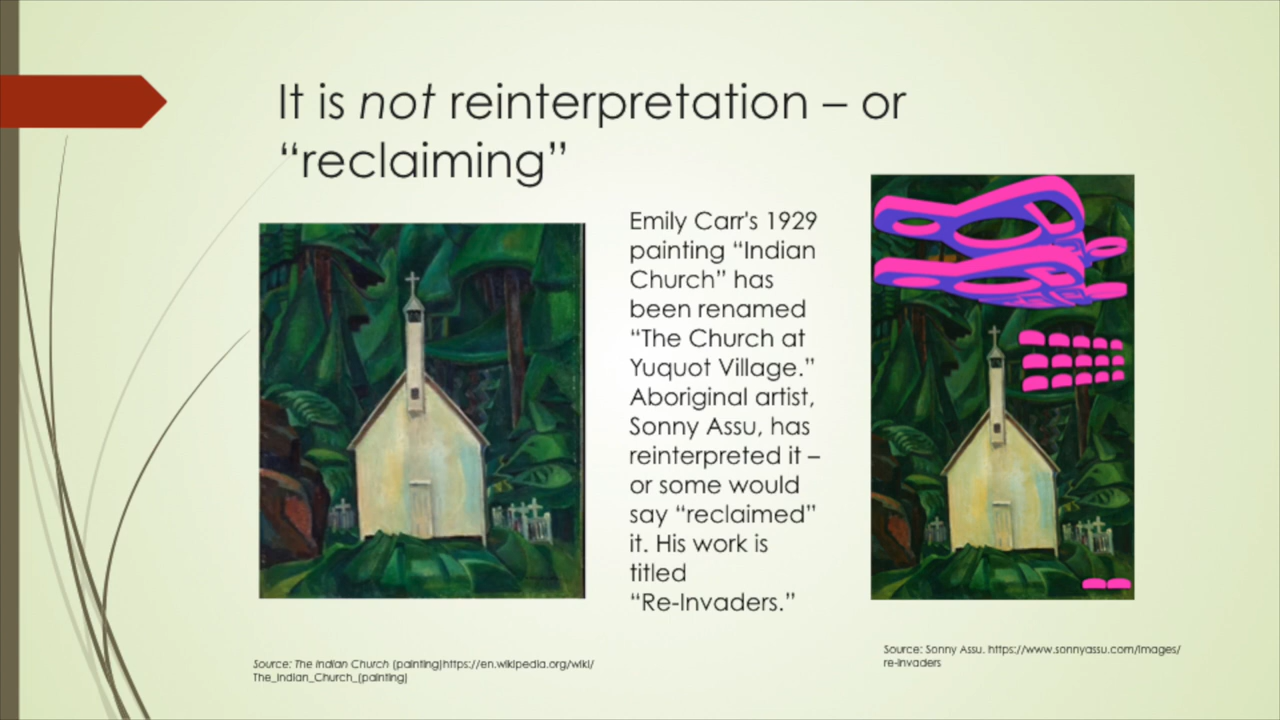 It is not reinterpretation – or
“reclaiming”
Emily Carr's 1929
painting “Indian
Church” has
been renamed
“The Church at
Yuquot Village.”
Aboriginal artist,
Sonny Assu, has
reinterpreted it –
or some would
say “reclaimed”
it. His work is
titled
“Re-Invaders.”
Source: The Indian Church (painting)https://en.wikipedia.org/wiki/
The_Indian_Church_(painting)
Source: Sonny Assu. https://www.sonnyassu.com/images/
re-invaders